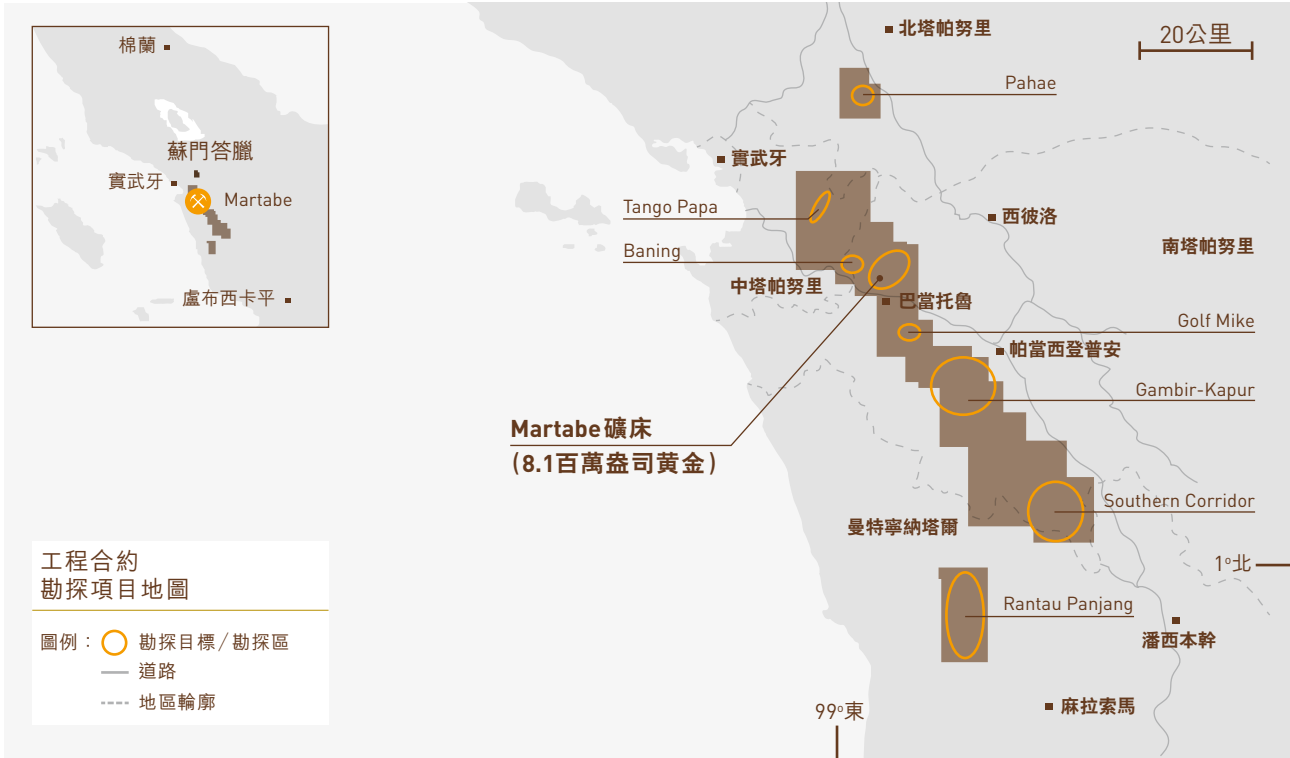 棉蘭
蘇門答臘
實武牙
Martabe
盧布西卡平
北塔帕努里
20公里
Pahae
實武牙
Tango Papa
西彼洛
Baning
南塔帕努里
中塔帕努里
巴當托魯
Golf Mike
帕當西登普安
Gambir-Kapur
Martabe礦床
(8.1百萬盎司黃金)
Southern Corridor
曼特寧納塔爾
1º北
Rantau Panjang
潘西本幹
麻拉索馬
99º東
工程合約
勘探項目地圖
圖例：
勘探目標/勘探區
道路
地區輪廓